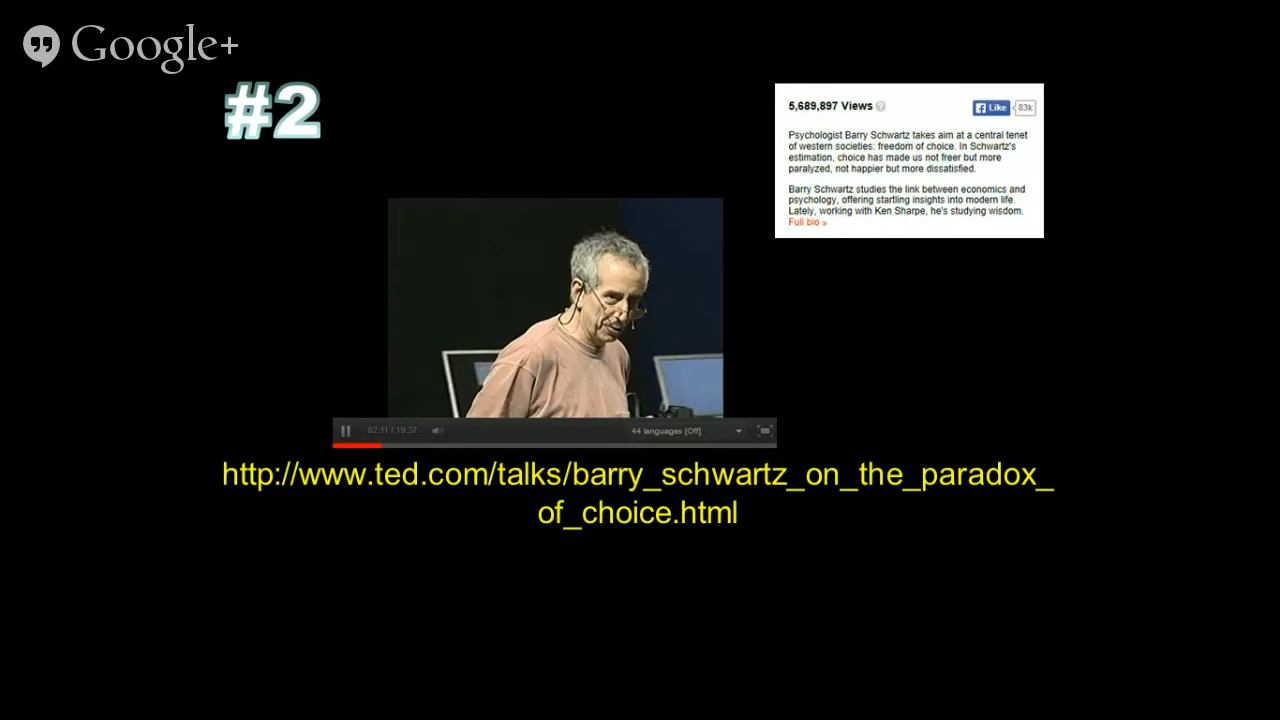 Google+
#2
5,689,897 Views ?
Like 83k
Psychologist Barry Schwartz takes aim at a central tenet
of western societies: freedom of choice. In Schwartz's
estimation, choice has made us not freer but more
paralyzed, not happier but more dissatisfied.
Barry Schwartz studies the link between economics and
psychology, offering startling insights into modern life.
Lately, working with Ken Sharpe, he's studying wisdom.
Full bio »
02:11 / 19:37
44 languages [Off]
http://www.ted.com/talks/barry_schwartz_on_the_paradox_
of_choice.html